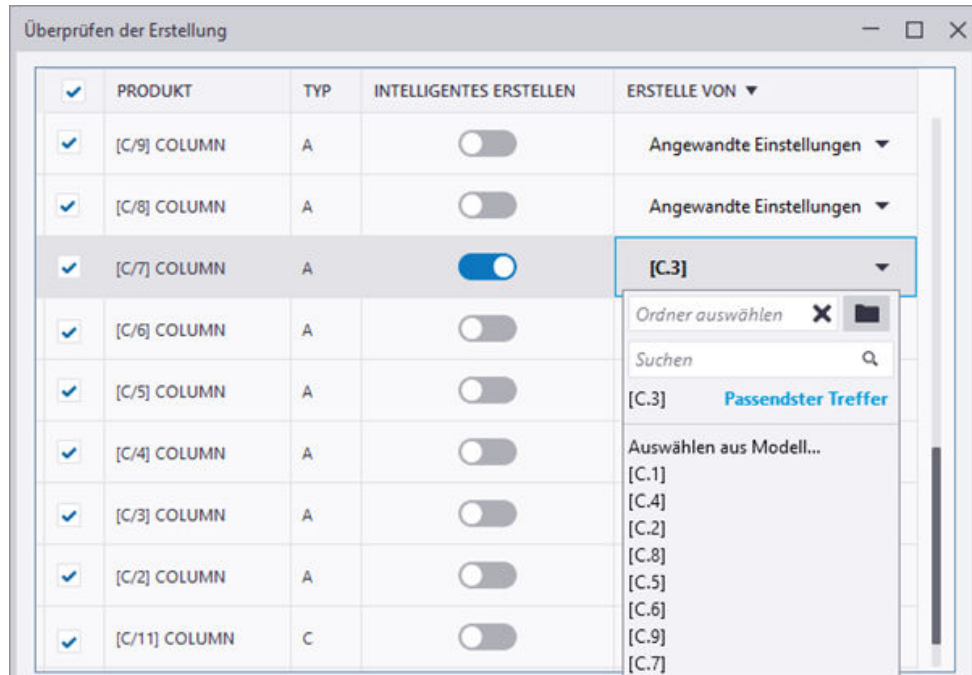 Überprüfen der Erstellung
PRODUKT TYP INTELLIGENTES ERSTELLEN ERSTELLE VON
[C/9] COLUMN A Angewandte Einstellungen
[C/8] COLUMN A Angewandte Einstellungen
[C/7] COLUMN A [C.3]
Ordner auswählen
[C/6] COLUMN A
Suchen
[C/5] COLUMN A
[C.3] Passendster Treffer
[C/4] COLUMN A
Auswählen aus Modell...
[C.1]
[C.4]
[C/3] COLUMN A
[C.2]
[C.8]
[C/2] COLUMN A
[C.5]
[C.6]
[C/11] COLUMN C
[C.9]
[C.7]